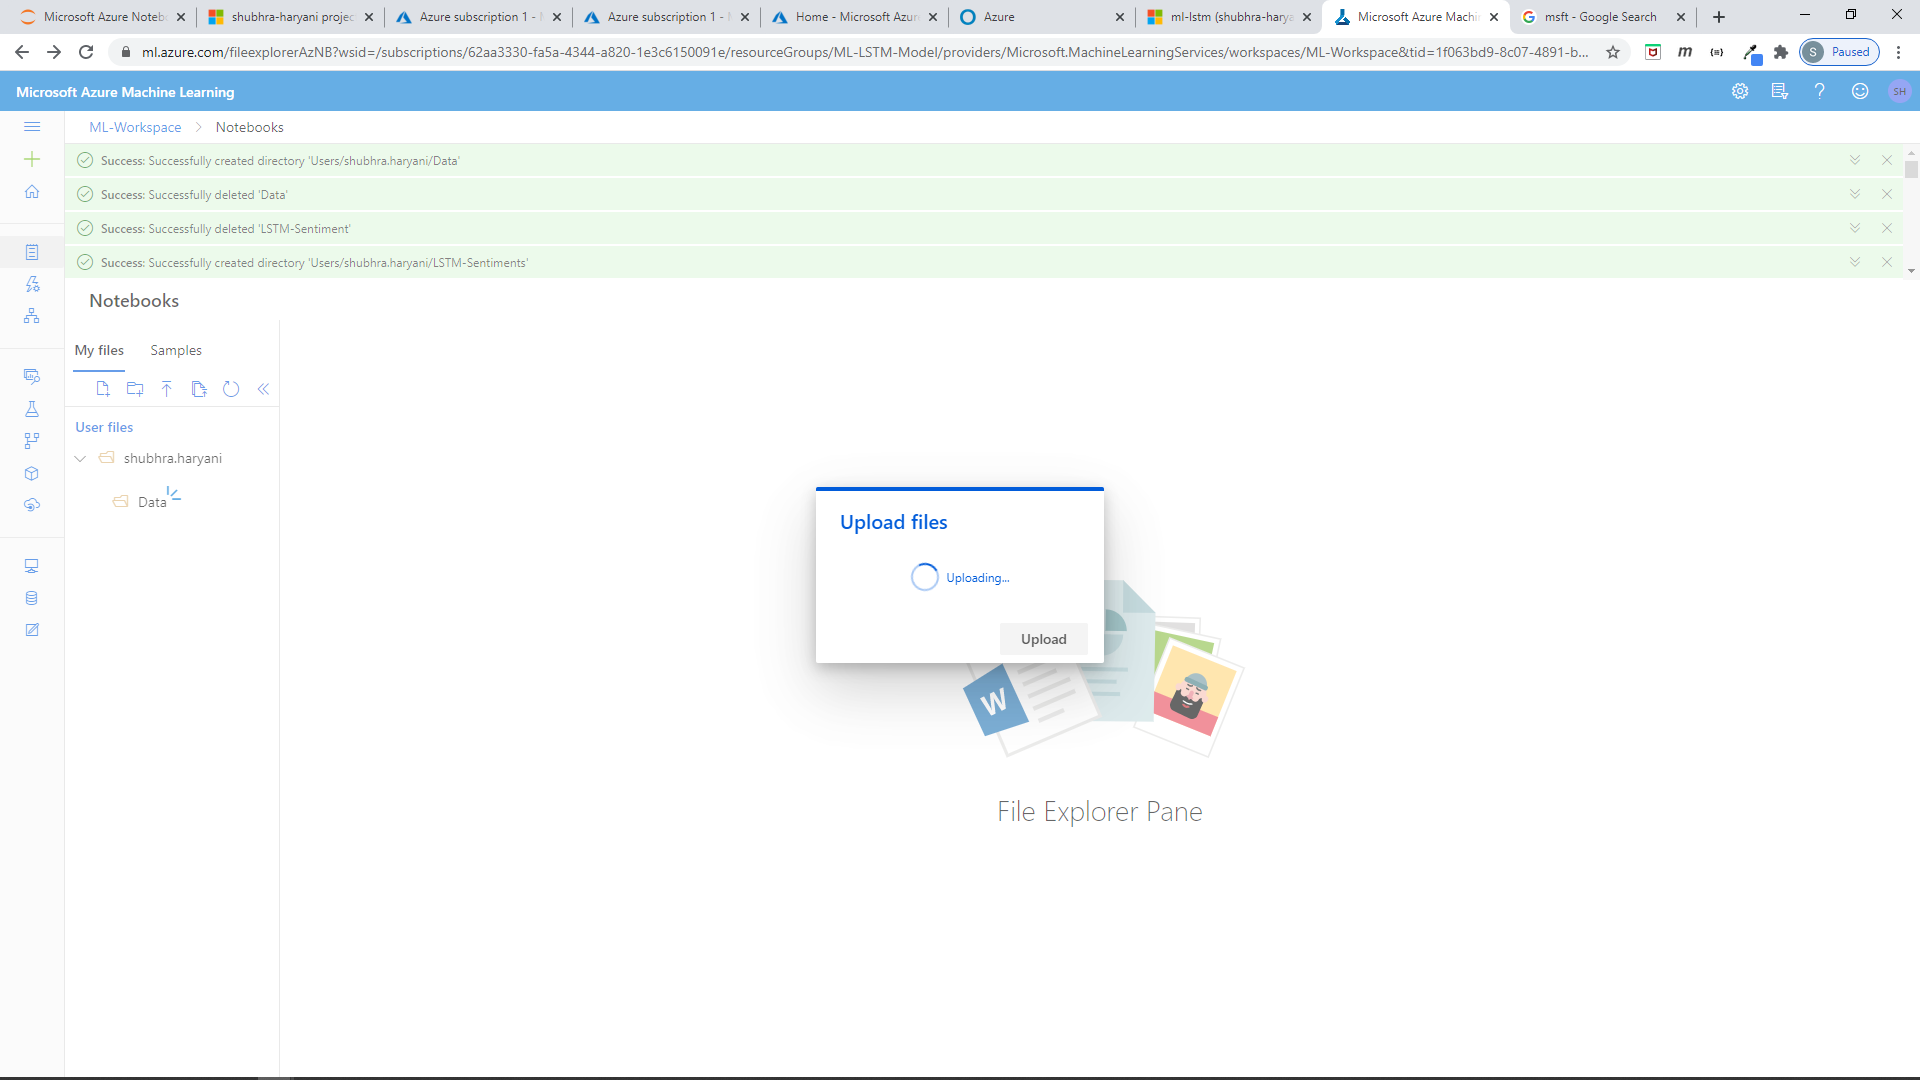 Microsoft Azure Noteb
shubhra-haryani projec
Azure subscription 1 -
Azure subscription 1 -
Home - Microsoft Azur
Azure
ml-lstm (shubhra-harya
Microsoft Azure Machi
msft - Google Search
ml.azure.com/fileexplorerAzNB?wsid=/subscriptions/62aa3330-fa5a-4344-a820-1e3c6150091e/resourceGroups/ML-LSTM-Model/providers/Microsoft.MachineLearningServices/workspaces/ML-Workspace&tid=1f063bd9-8c07-4891-b...
m
S Paused
Microsoft Azure Machine Learning
SH
ML-Workspace > Notebooks
Success: Successfully created directory 'Users/shubhra.haryani/Data'
Success: Successfully deleted 'Data'
Success: Successfully deleted 'LSTM-Sentiment'
Success: Successfully created directory 'Users/shubhra.haryani/LSTM-Sentiments'
Notebooks
My files
Samples
User files
shubhra.haryani
Data
Upload files
Uploading...
Upload
W
File Explorer Pane